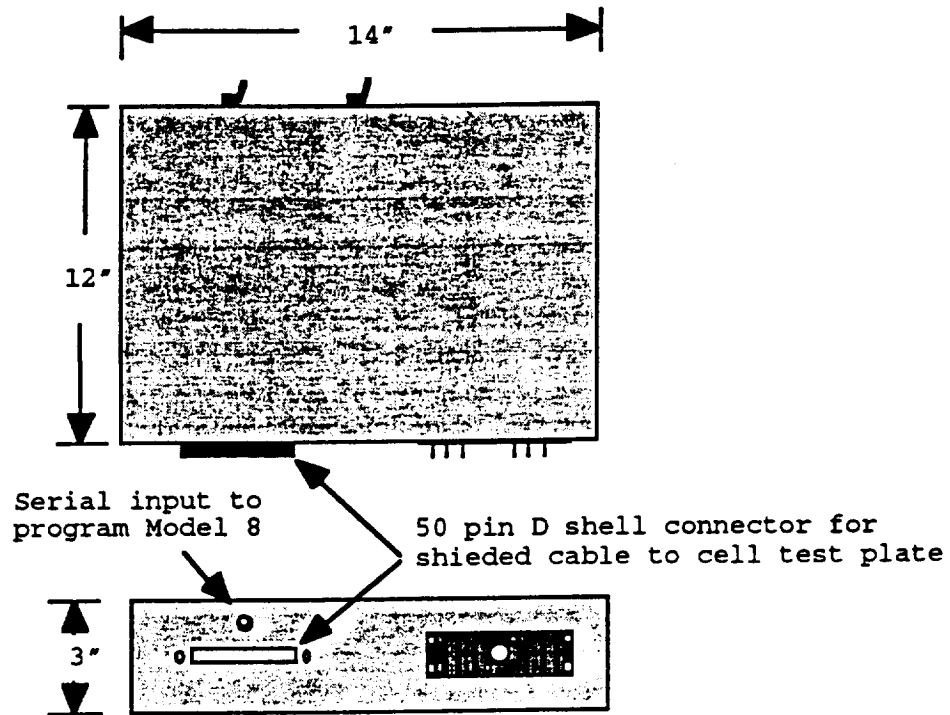 14"
12"
Serial input to
program Model 8
50 pin D shell connector for
shieded cable to cell test plate
3"